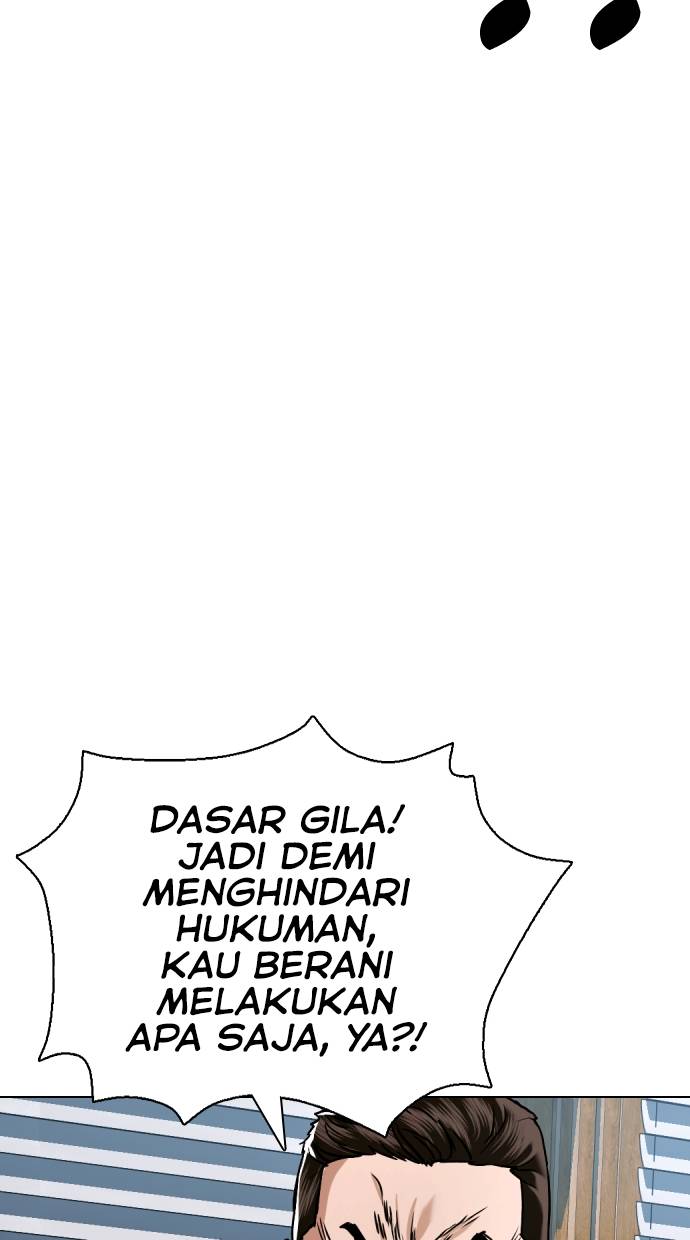 DASAR GILA!
JADI DEMI
MENGHINDARI
HUKUMAN,
KAU BERANI
MELAKUKAN
APA SAJA, YA?!